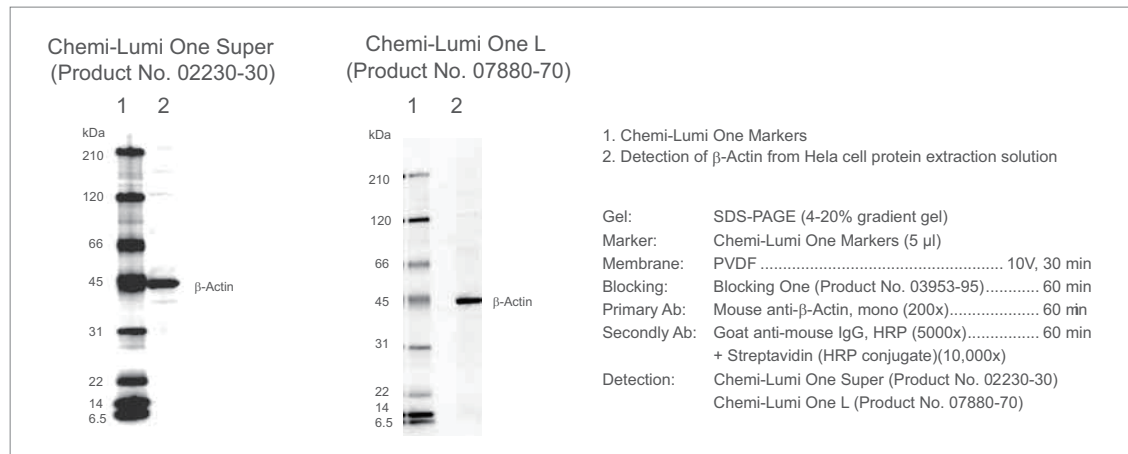 Chemi-Lumi One Super
(Product No. 02230-30)
1 2
kDa
210
120
66
45
β-Actin
31
22
14
6.5
Chemi-Lumi One L
(Product No. 07880-70)
1 2
kDa
210
120
66
45
β-Actin
31
22
14
6.5
1. Chemi-Lumi One Markers
2. Detection of β-Actin from Hela cell protein extraction solution
Gel: SDS-PAGE (4-20% gradient gel)
Marker: Chemi-Lumi One Markers (5 µl)
Membrane: PVDF ....................................................... 10V, 30 min
Blocking: Blocking One (Product No. 03953-95)............ 60 min
Primary Ab: Mouse anti-β-Actin, mono (200x).................... 60 min
Secondly Ab: Goat anti-mouse IgG, HRP (5000x)................ 60 min
+ Streptavidin (HRP conjugate)(10,000x)
Detection: Chemi-Lumi One Super (Product No. 02230-30)
Chemi-Lumi One L (Product No. 07880-70)